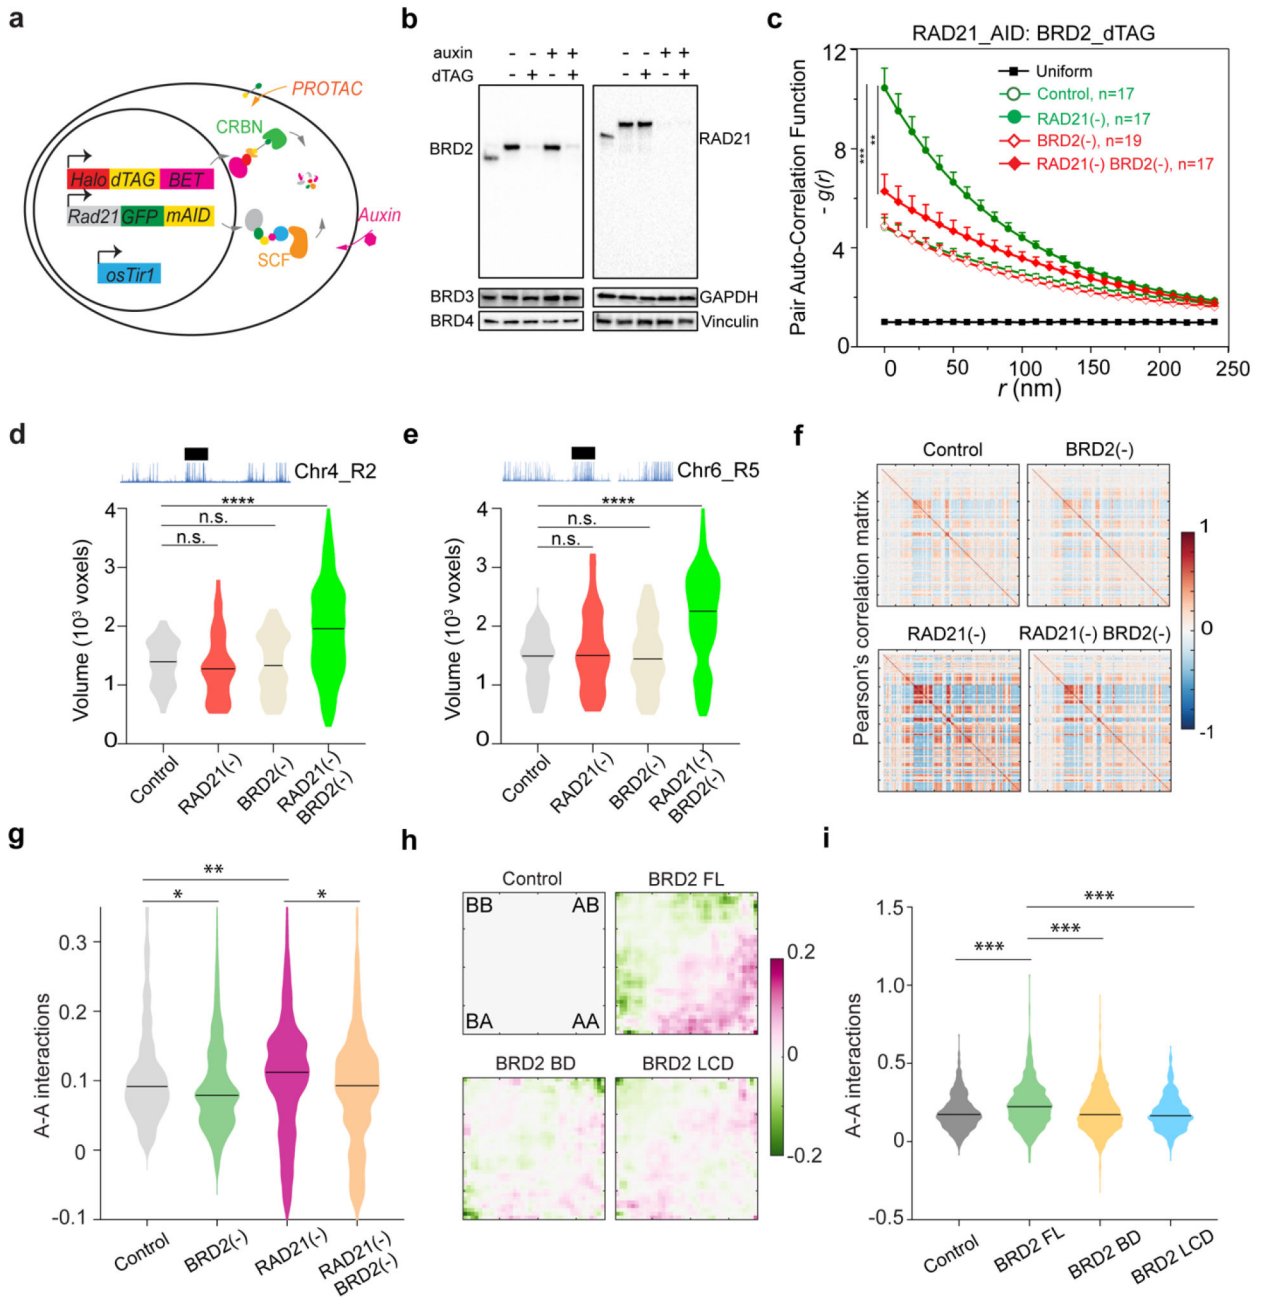 a
PROTAC
CRBN
Halo dTAG BET
Rad21 GFP mAID
Auxin
SCF
osTir1
b
auxin - - + + - - + +
dTAG - + - + - + - +
BRD2
RAD21
BRD3
GAPDH
BRD4
Vinculin
c
RAD21_AID: BRD2_dTAG
Pair Auto-Correlation Function
- g(r)
12
8
4
0
Uniform
Control, n=17
RAD21(-), n=17
BRD2(-), n=19
RAD21(-) BRD2(-), n=17
***
**
0 50 100 150 200 250
r (nm)
d
Chr4_R2
****
n.s.
n.s.
Volume (10³ voxels)
4
3
2
1
0
Control
RAD21(-)
BRD2(-)
RAD21(-)
BRD2(-)
e
Chr6_R5
****
n.s.
n.s.
Volume (10³ voxels)
4
3
2
1
0
Control
RAD21(-)
BRD2(-)
RAD21(-)
BRD2(-)
f
Control
BRD2(-)
RAD21(-)
RAD21(-) BRD2(-)
Pearson's correlation matrix
1
0
-1
g
**
*
*
A-A interactions
0.3
0.2
0.1
0
-0.1
Control
BRD2(-)
RAD21(-)
RAD21(-)
BRD2(-)
h
Control
BRD2 FL
BB AB
BA AA
BRD2 BD
BRD2 LCD
0.2
0
-0.2
i
***
***
***
A-A interactions
1.5
1.0
0.5
0
-0.5
Control
BRD2 FL
BRD2 BD
BRD2 LCD